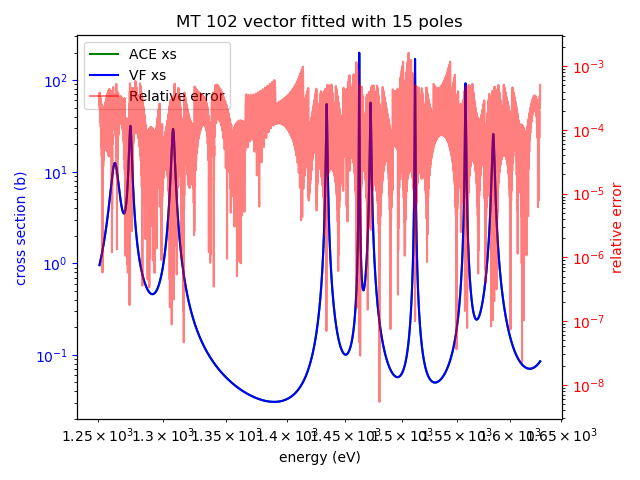 MT 102 vector fitted with 15 poles
ACE xs
VF xs
Relative error
10²
10¹
10⁰
10⁻¹
cross section (b)
10⁻³
10⁻⁴
10⁻⁵
10⁻⁶
10⁻⁷
10⁻⁸
relative error
1.25 × 10³ 1.3 × 10³ 1.35 × 10³ 1.4 × 10³ 1.45 × 10³ 1.5 × 10³ 1.55 × 10³ 1.6 × 10³ 1.65 × 10³
energy (eV)